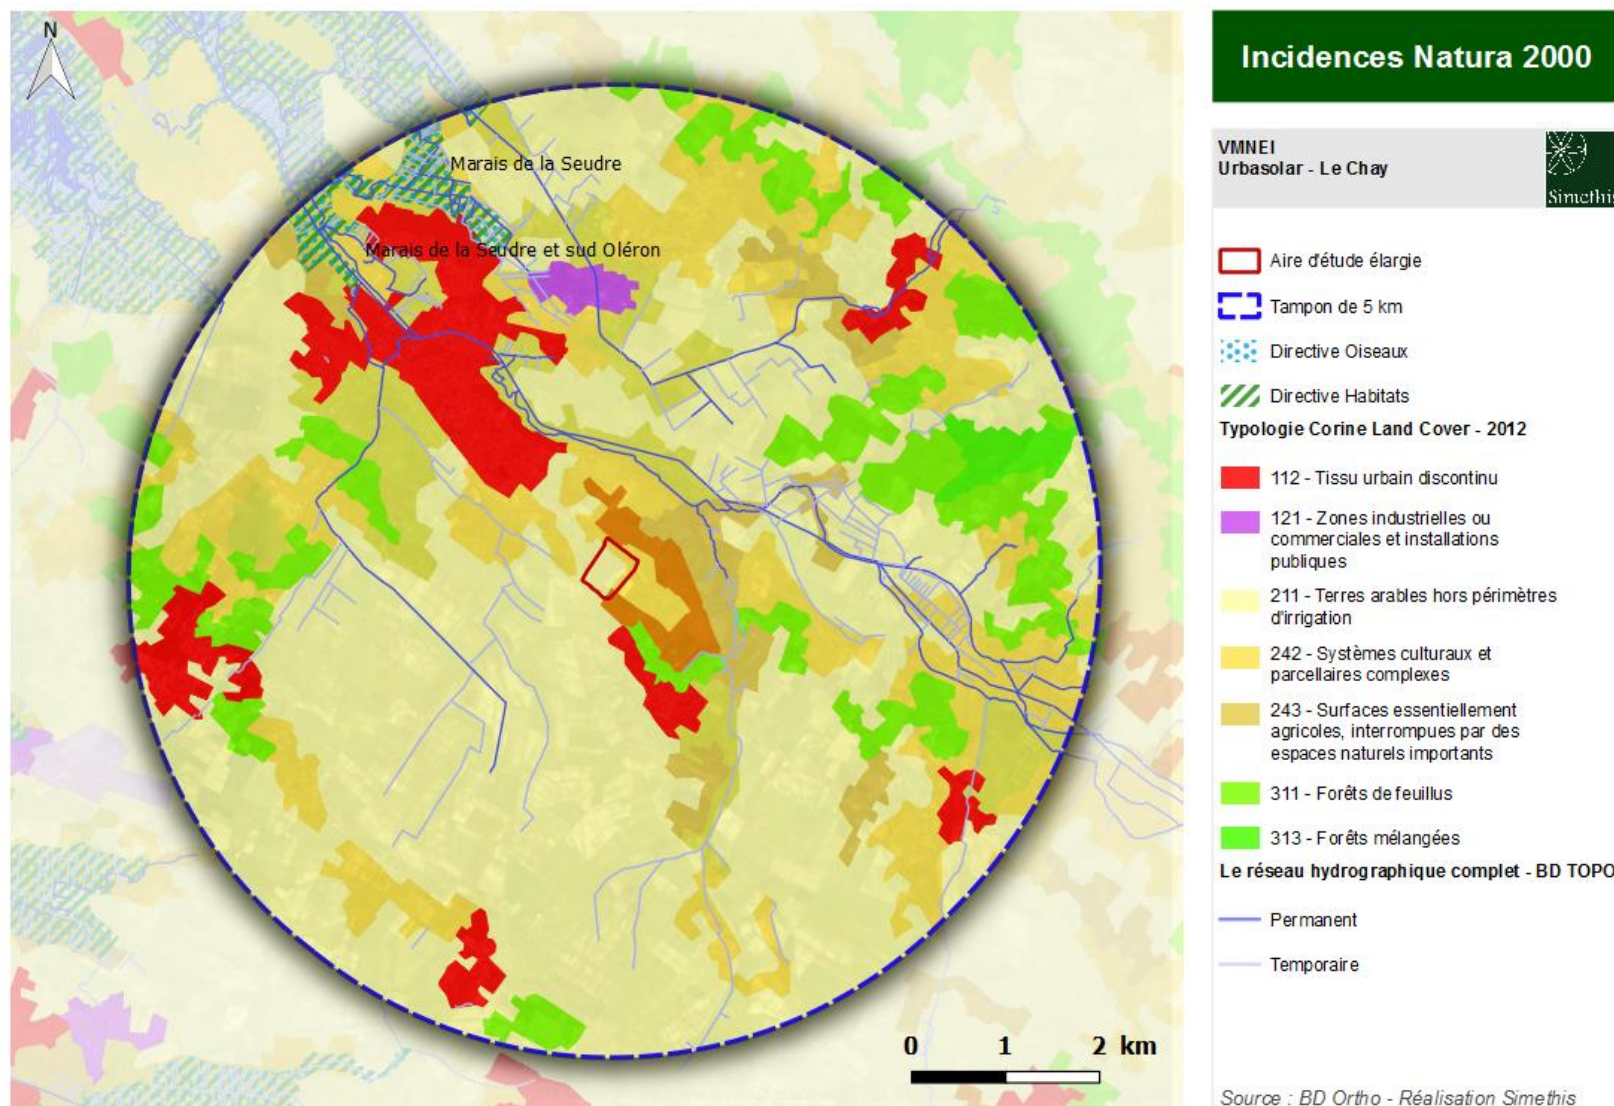 N
Marais de la Seudre
Marais de la Seudre et sud Oléron
0 1 2 km
Incidences Natura 2000
VMNEI
Urbasolar - Le Chay
Simethis
Aire d'étude élargie
Tampon de 5 km
Directive Oiseaux
Directive Habitats
Typologie Corine Land Cover - 2012
112 - Tissu urbain discontinu
121 - Zones industrielles ou
commerciales et installations
publiques
211 - Terres arables hors périmètres
d'irrigation
242 - Systèmes culturaux et
parcellaires complexes
243 - Surfaces essentiellement
agricoles, interrompues par des
espaces naturels importants
311 - Forêts de feuillus
313 - Forêts mélangées
Le réseau hydrographique complet - BD TOPO
Permanent
Temporaire
Source : BD Ortho - Réalisation Simethis